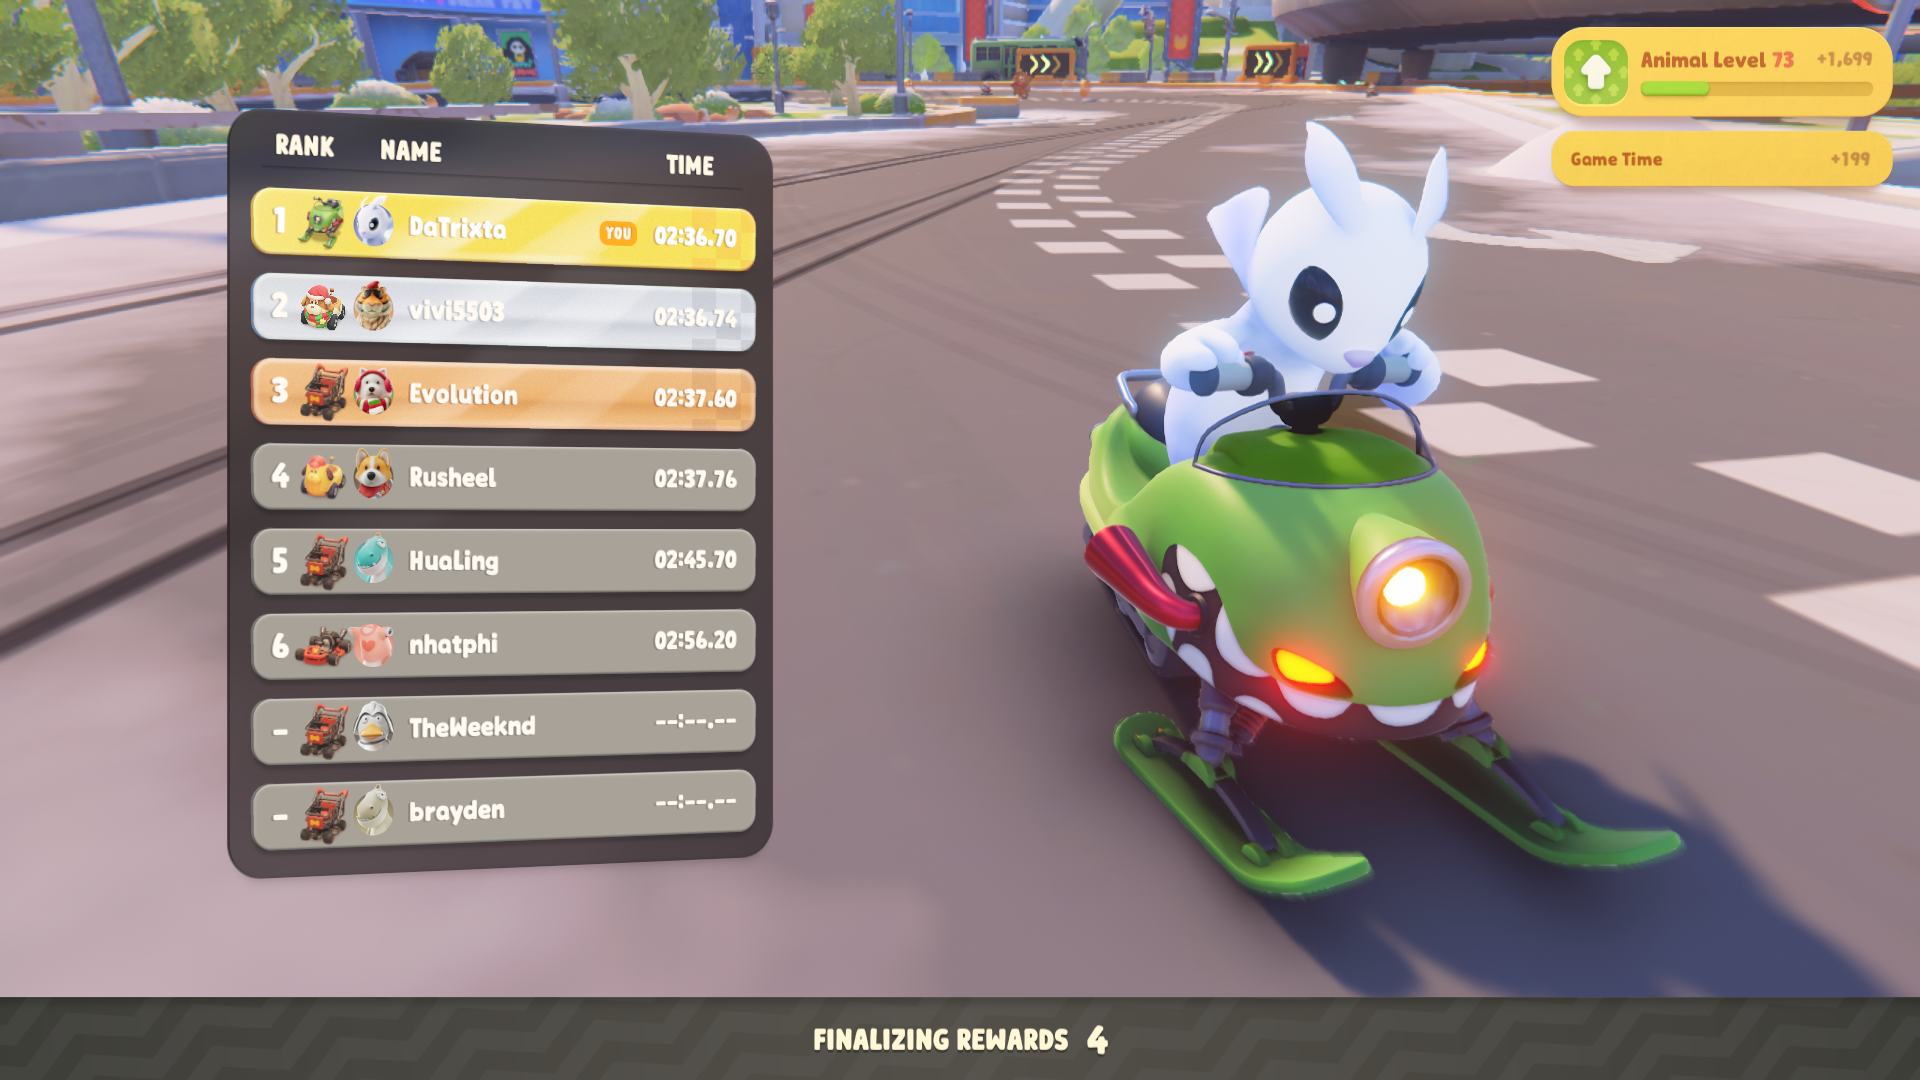 RANK NAME TIME
1 DaTrixta YOU 02:36.70
2 vivi5503 02:36.74
3 Evolution 02:37.60
4 Rusheel 02:37.76
5 HuaLing 02:45.70
6 nhatphi 02:56.20
- TheWeeknd --:--.--
- brayden --:--.--
Animal Level 73 +1,699
Game Time +199
FINALIZING REWARDS 4